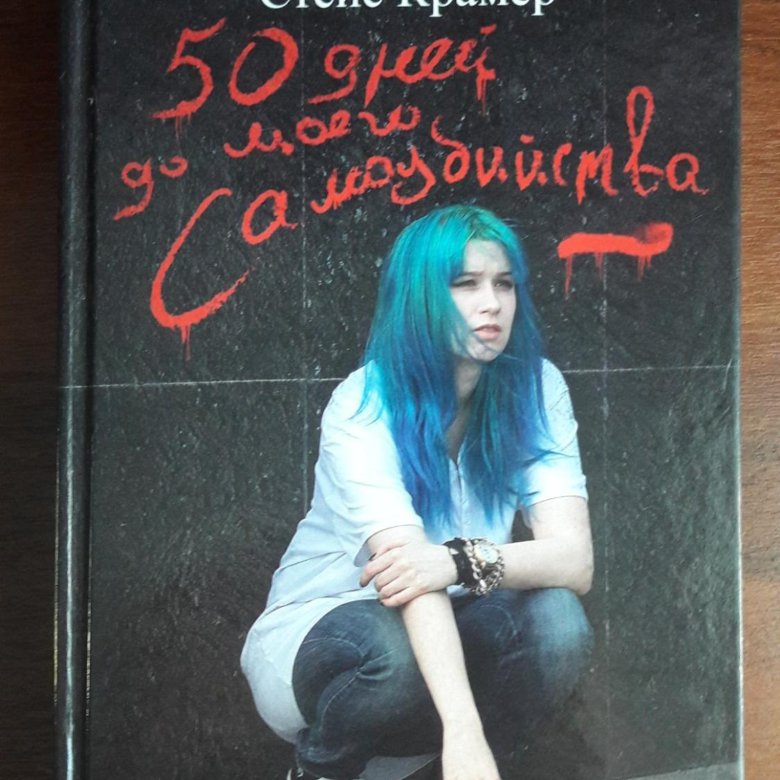 Стейс Крамер
50 дней
до моего
Самоубийства